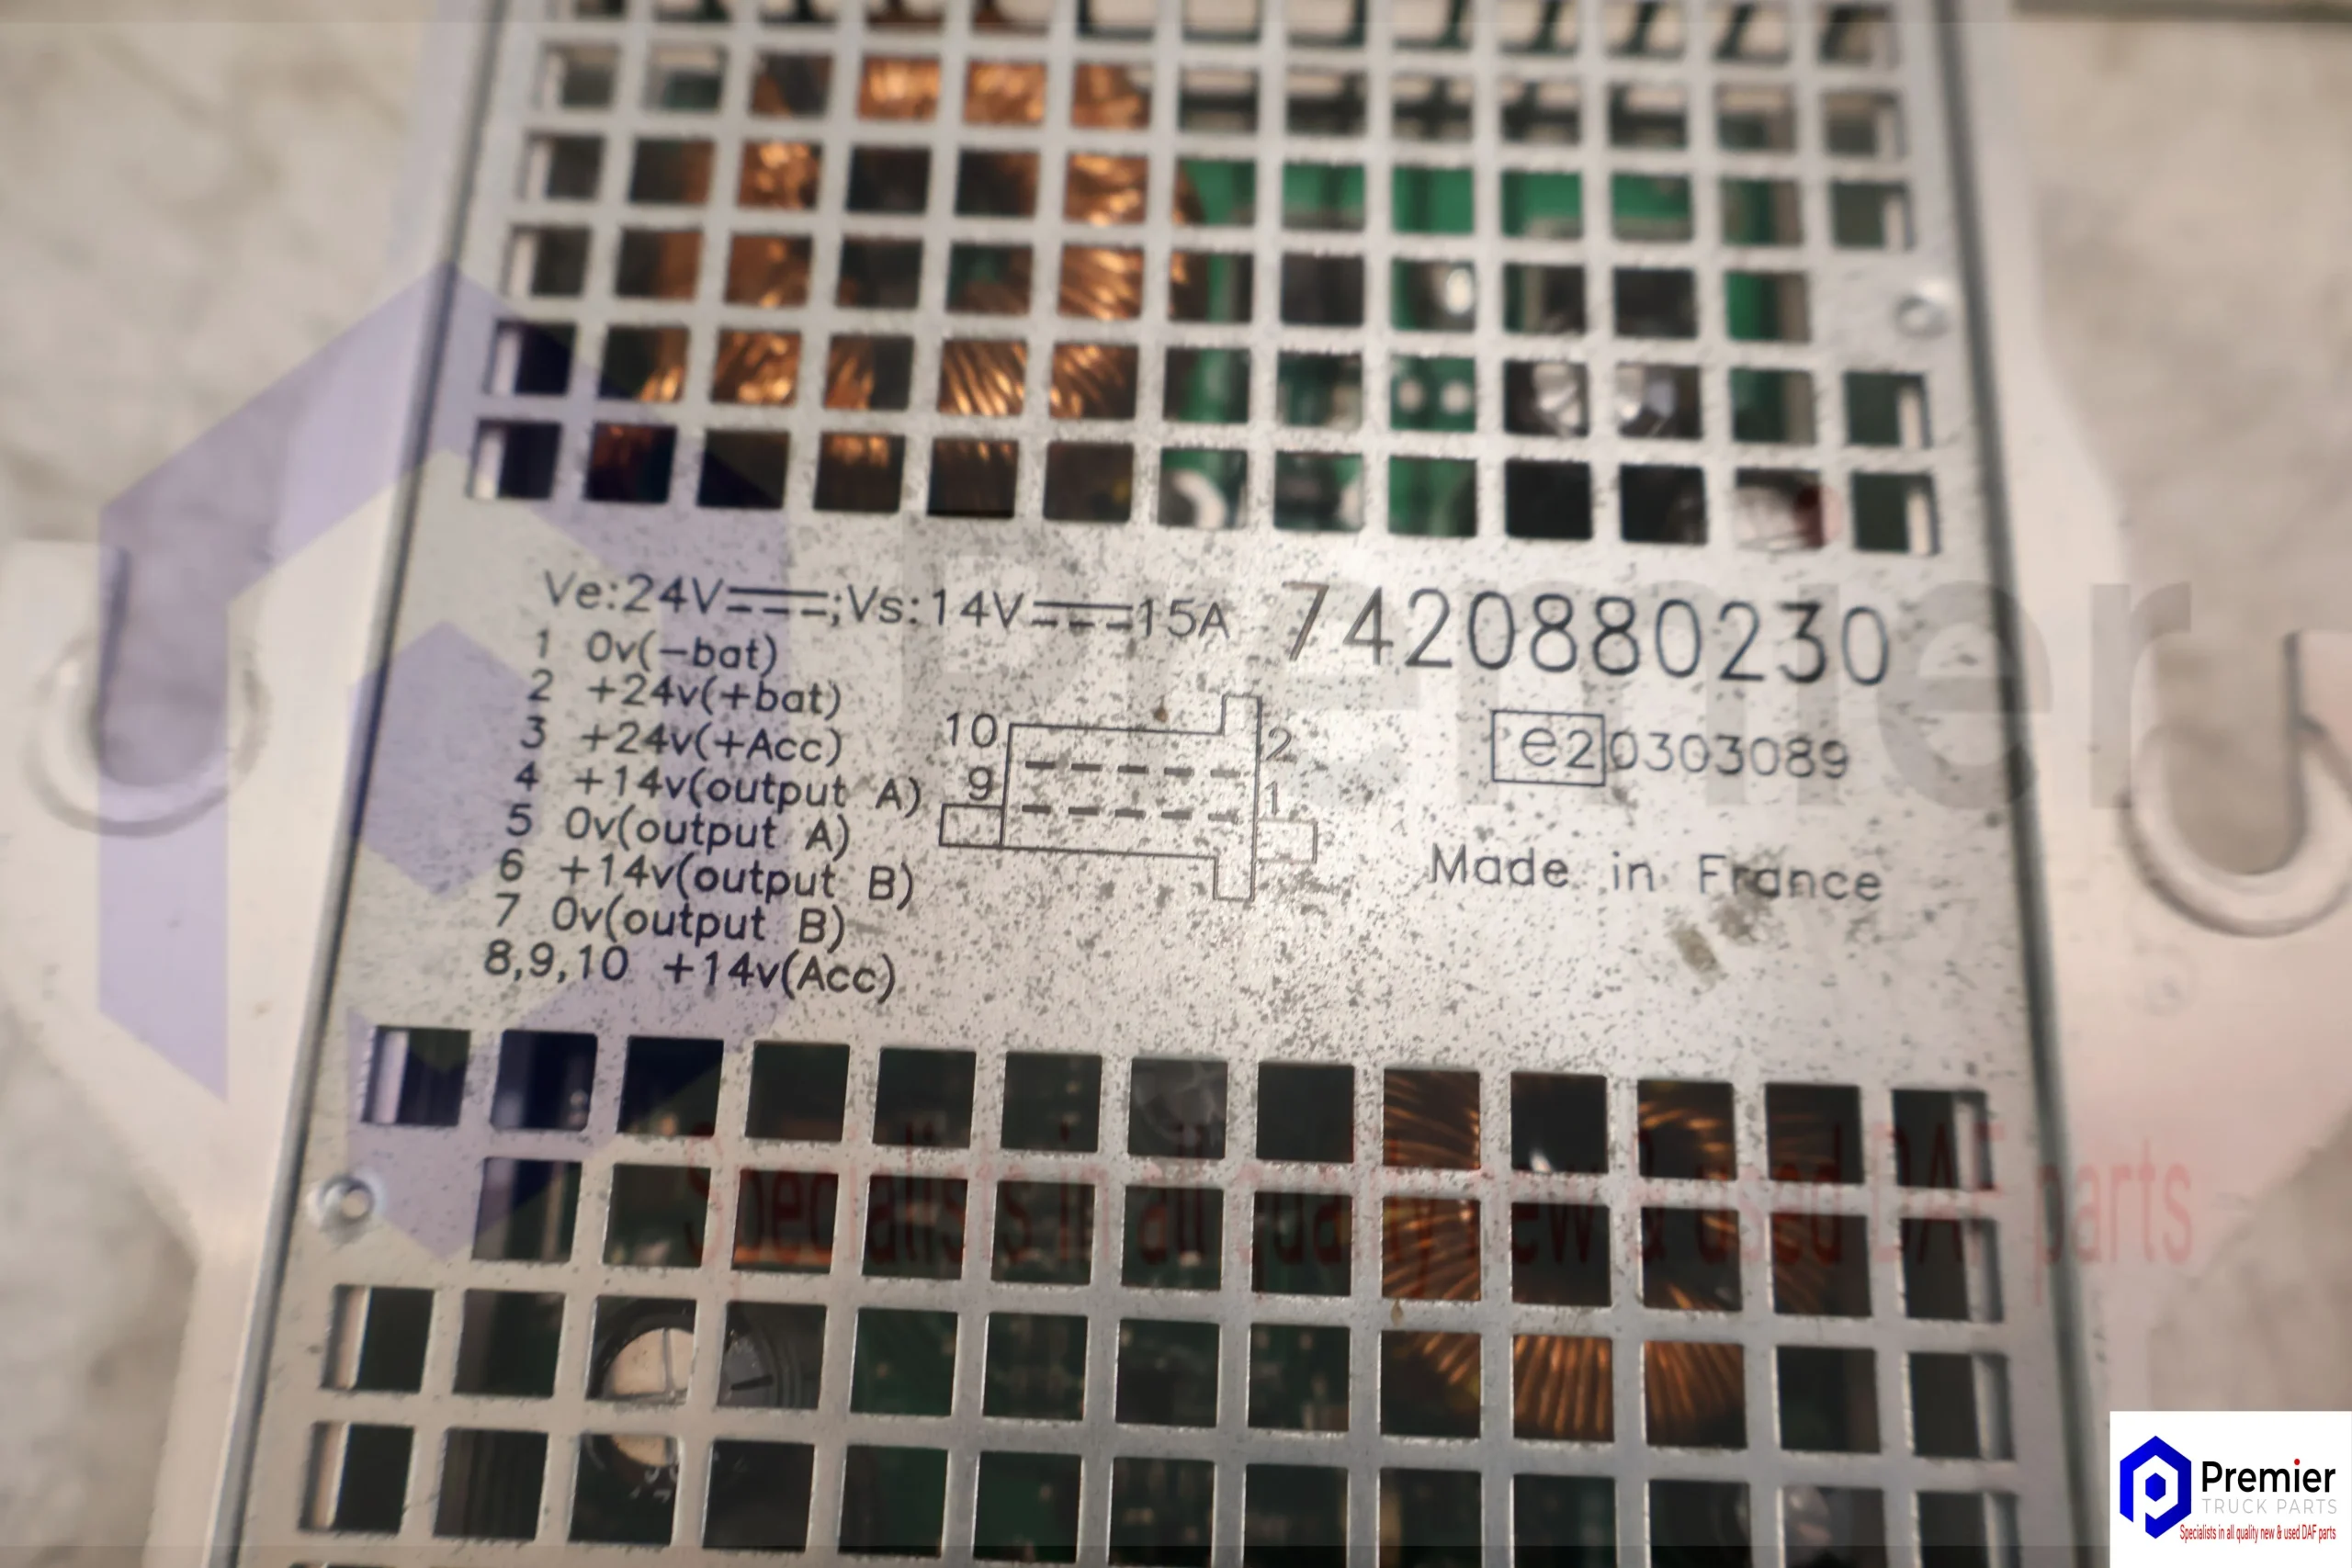 Ve:24V⎓;Vs:14V⎓15A
7420880230
1 0v(-bat)
2 +24v(+bat)
3 +24v(+Acc)
4 +14v(output A)
5 0v(output A)
6 +14v(output B)
7 0v(output B)
8,9,10 +14v(Acc)
10
2
9
1
e2 0303089
Made in France
Premier
Specialists in all quality new & used DAF parts
Premier
TRUCK PARTS
Specialists in all quality new & used DAF parts